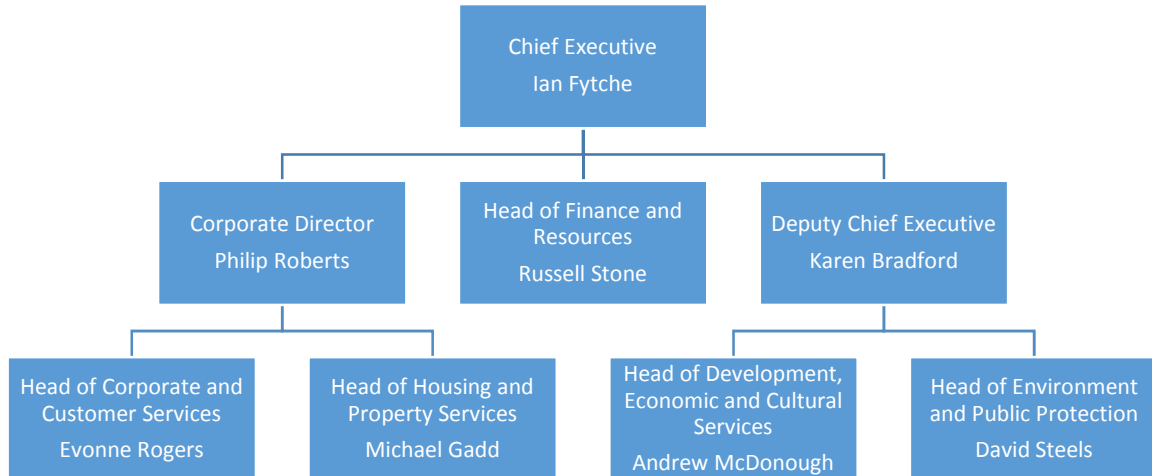 Chief Executive
Ian Fytche
Corporate Director
Philip Roberts
Head of Finance and
Resources
Russell Stone
Deputy Chief Executive
Karen Bradford
Head of Corporate and
Customer Services
Evonne Rogers
Head of Housing and
Property Services
Michael Gadd
Head of Development,
Economic and Cultural
Services
Andrew McDonough
Head of Environment
and Public Protection
David Steels